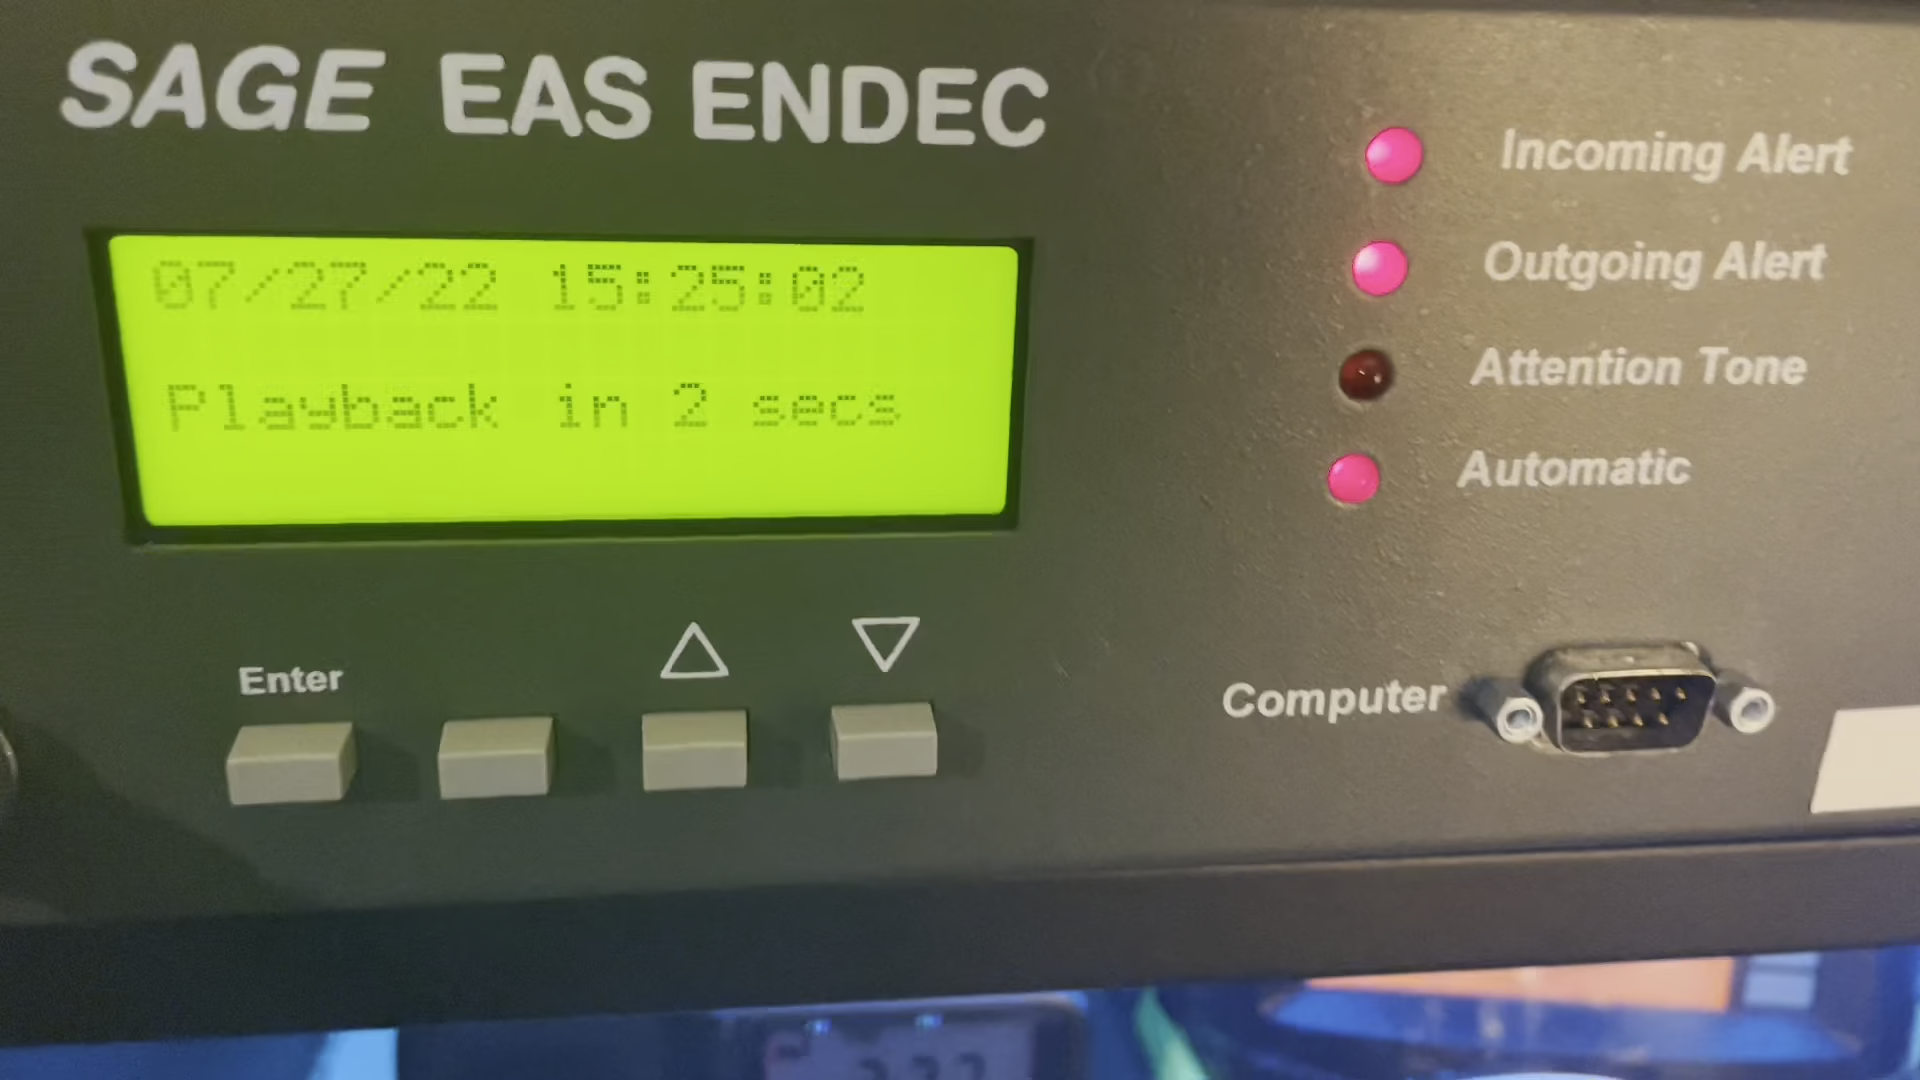 SAGE EAS ENDEC
07/27/22 15:25:02
Playback in 2 secs
Incoming Alert
Outgoing Alert
Attention Tone
Automatic
Enter
Computer